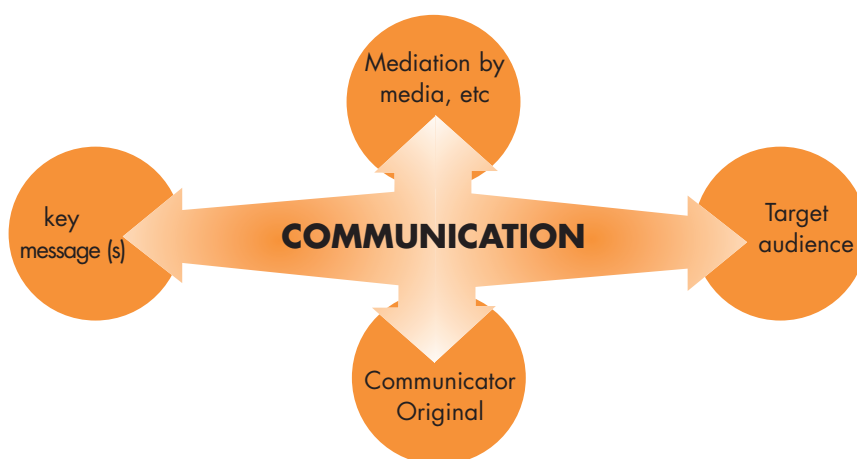 Mediation by
media, etc
key
message (s)
COMMUNICATION
Target
audience
Communicator
Original